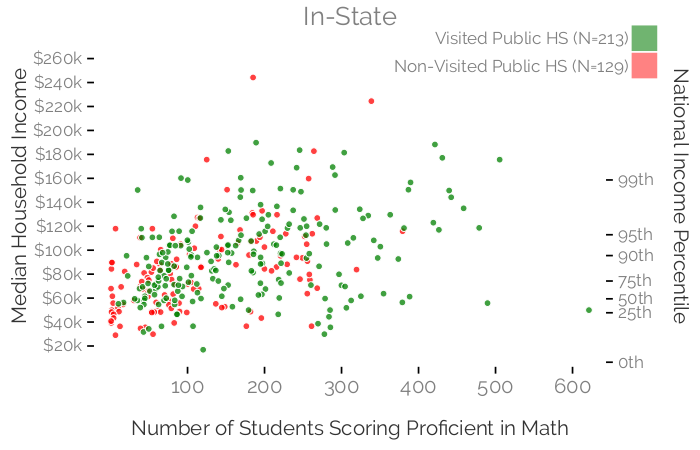 In-State
Visited Public HS (N=213)
Non-Visited Public HS (N=129)
Median Household Income
$260k
$240k
$220k
$200k
$180k
$160k
$140k
$120k
$100k
$80k
$60k
$40k
$20k
National Income Percentile
99th
95th
90th
75th
50th
25th
0th
100 200 300 400 500 600
Number of Students Scoring Proficient in Math